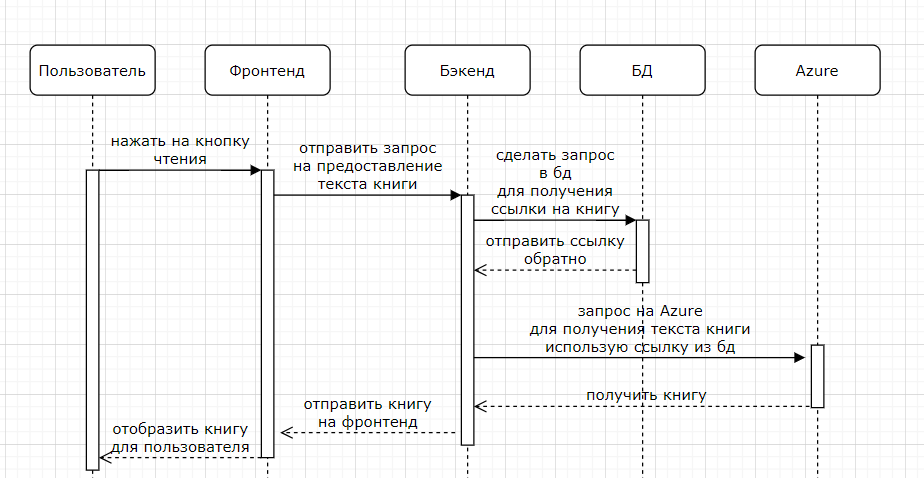 Пользователь
Фронтенд
Бэкенд
БД
Azure
нажать на кнопку
чтения
отправить запрос
на предоставление
текста книги
сделать запрос
в бд
для получения
ссылки на книгу
отправить ссылку
обратно
запрос на Azure
для получения текста книги
использую ссылку из бд
получить книгу
отправить книгу
на фронтенд
отобразить книгу
для пользователя